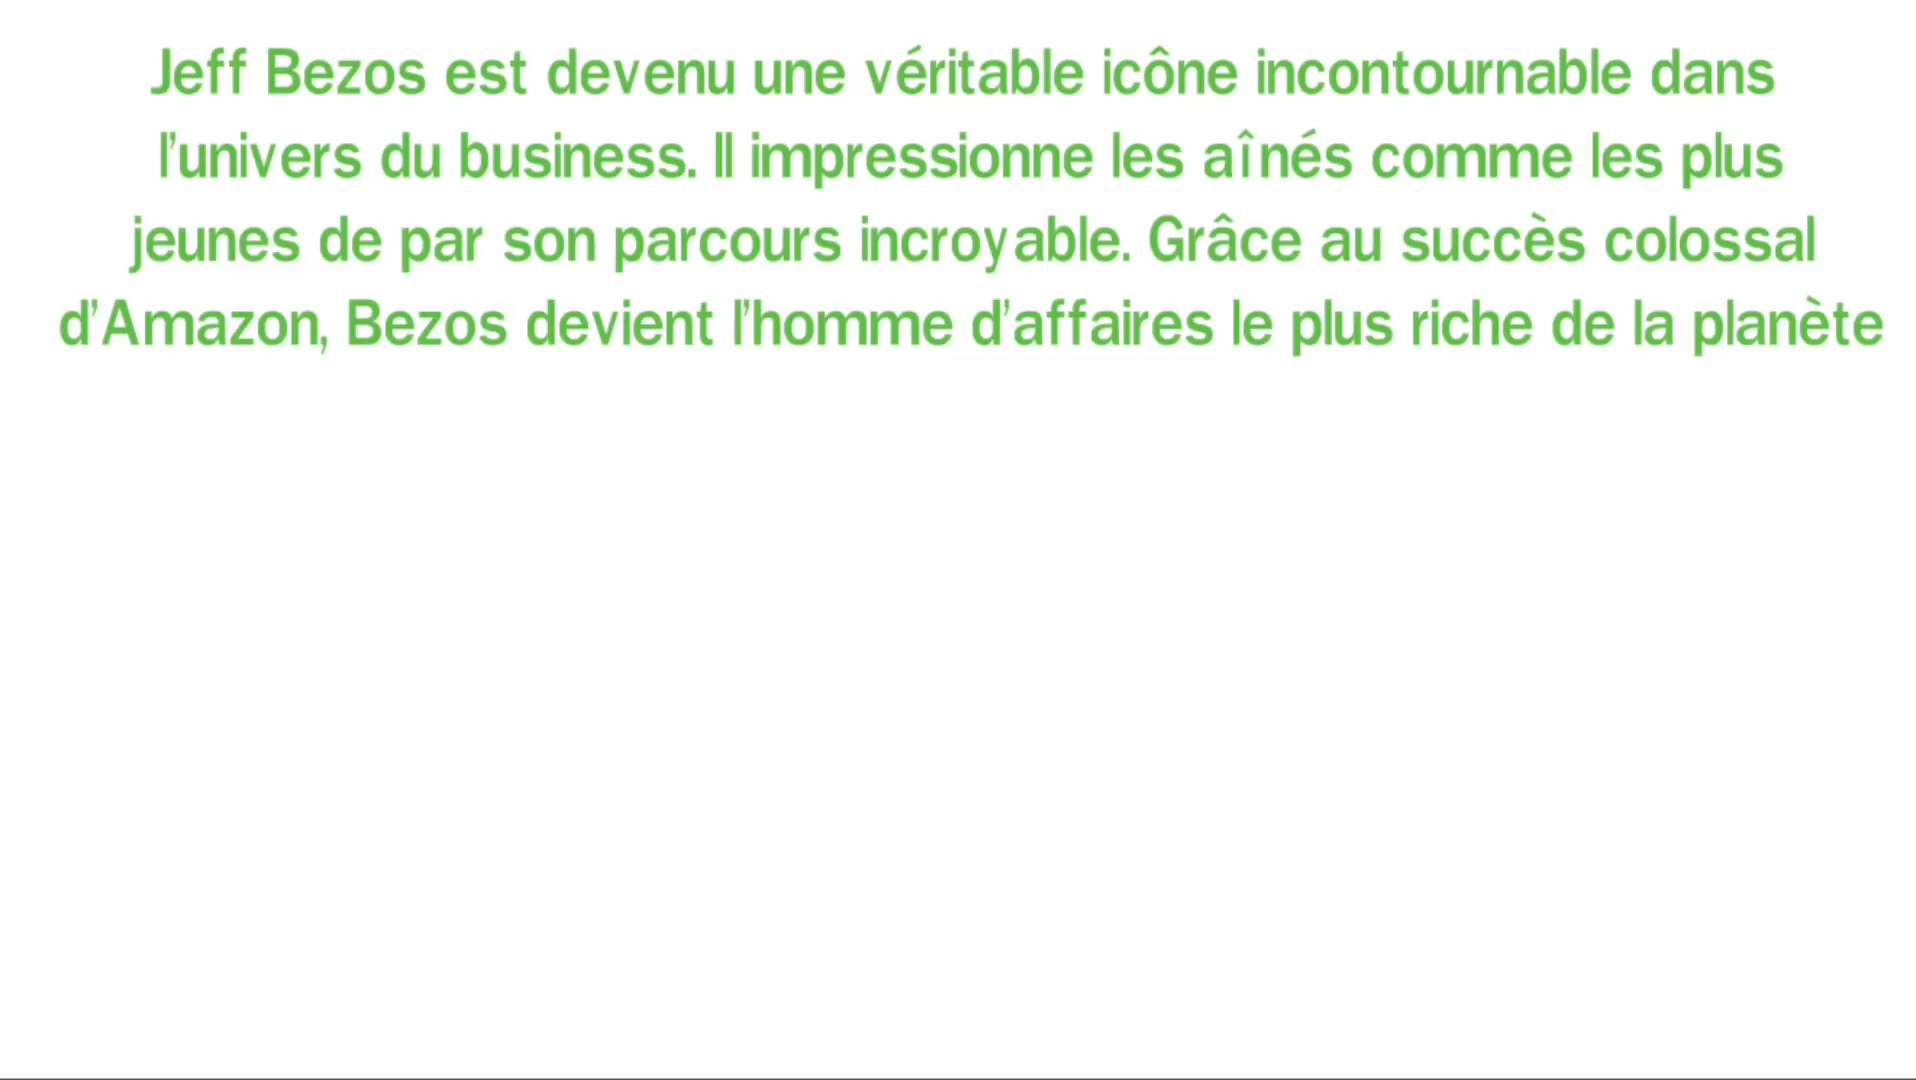 Jeff Bezos est devenu une véritable icône incontournable dans
l'univers du business. Il impressionne les aînés comme les plus
jeunes de par son parcours incroyable. Grâce au succès colossal
d'Amazon, Bezos devient l'homme d'affaires le plus riche de la planète